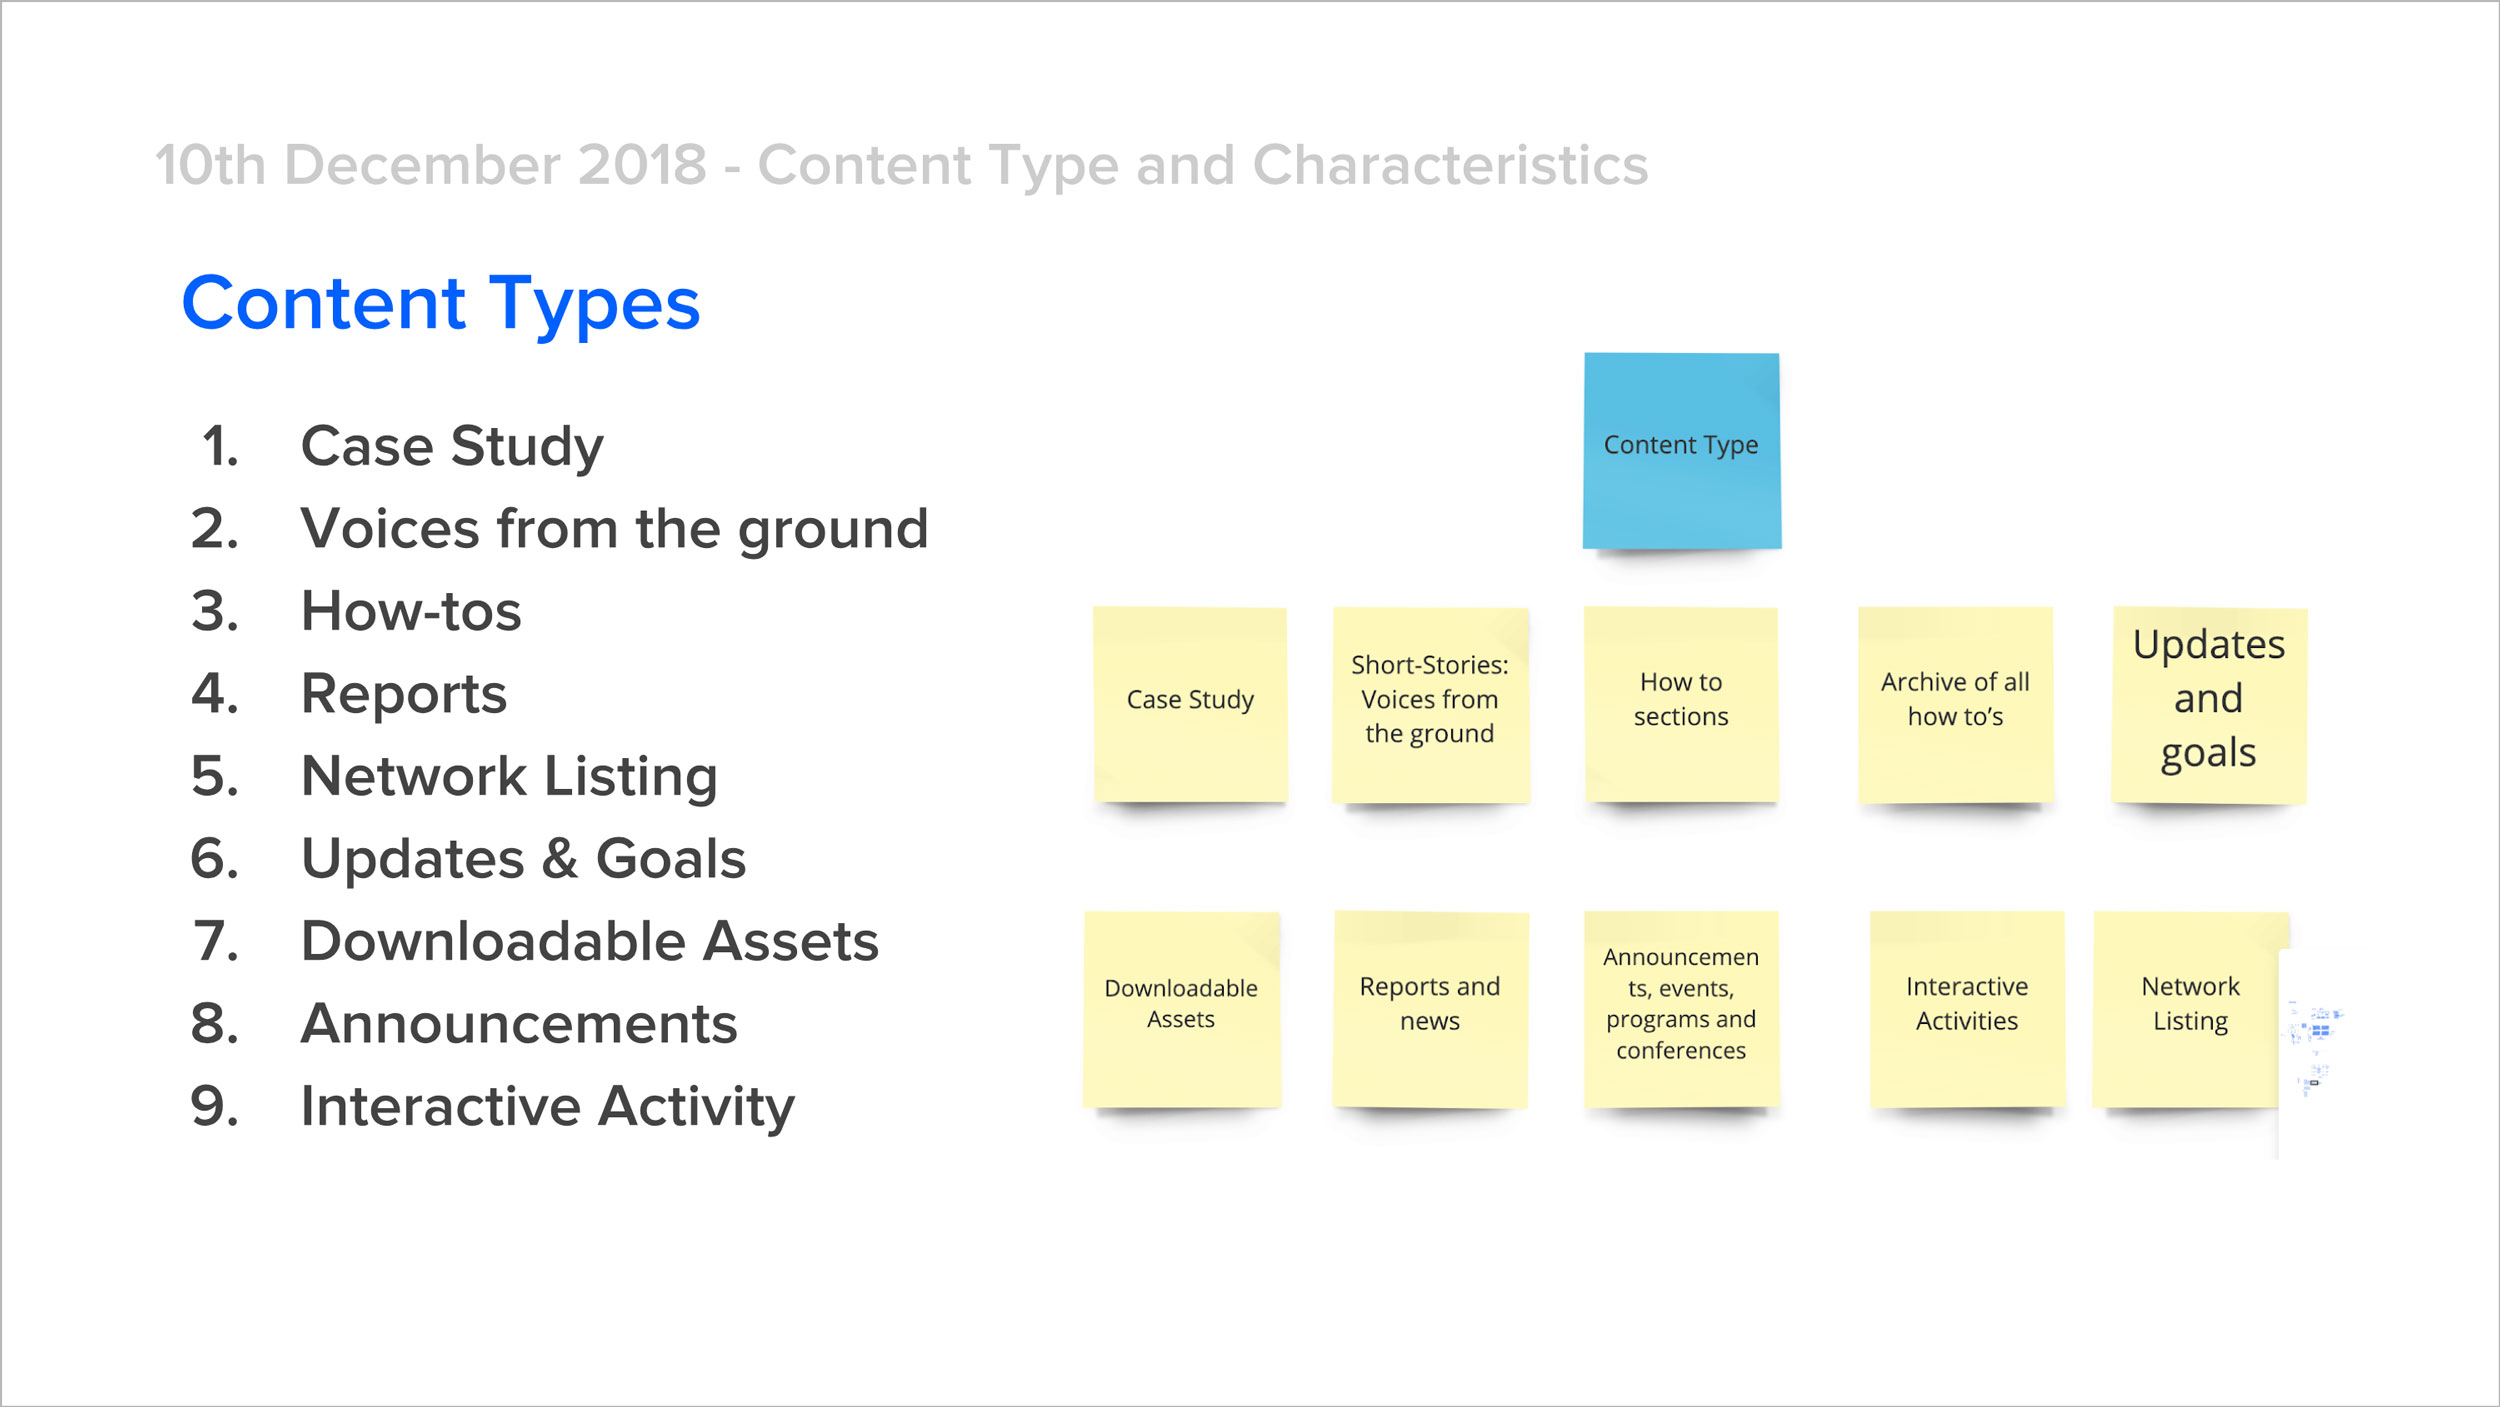 10th December 2018 - Content Type and Characteristics
Content Types
1. Case Study
2. Voices from the ground
3. How-tos
4. Reports
5. Network Listing
6. Updates & Goals
7. Downloadable Assets
8. Announcements
9. Interactive Activity
Content Type
Case Study
Short-Stories:
Voices from
the ground
How to
sections
Archive of all
how to’s
Updates
and
goals
Downloadable
Assets
Reports and
news
Announcemen
ts, events,
programs and
conferences
Interactive
Activities
Network
Listing